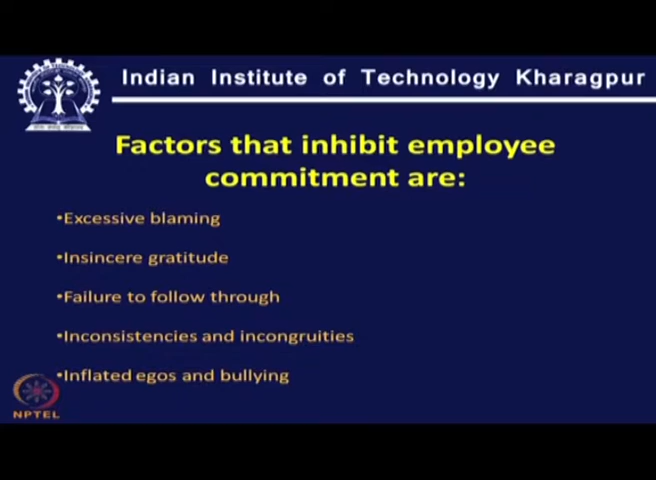 Indian Institute of Technology Kharagpur
Factors that inhibit employee
commitment are:
•Excessive blaming
•Insincere gratitude
•Failure to follow through
•Inconsistencies and incongruities
•Inflated egos and bullying
NPTEL